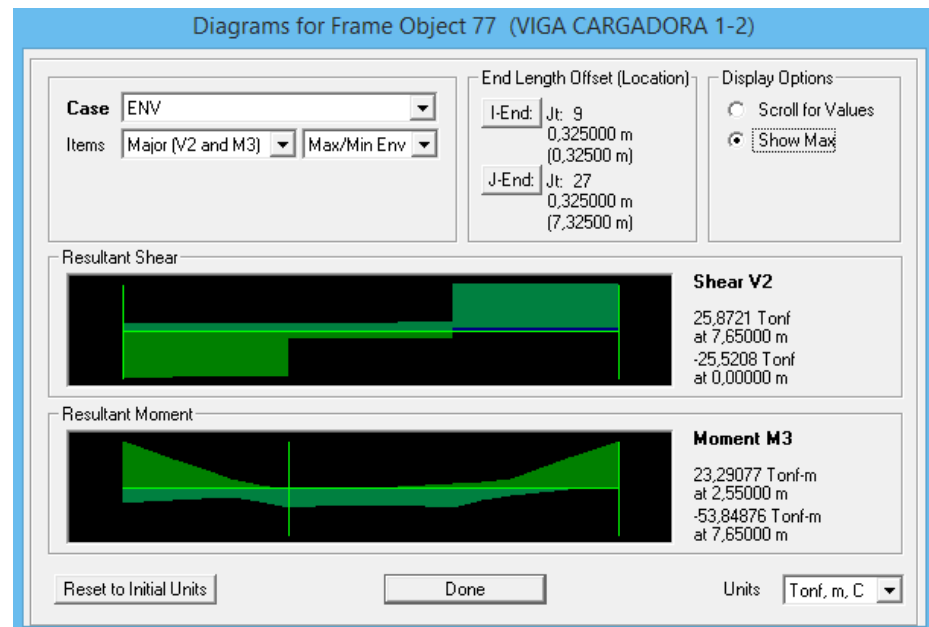 Diagrams for Frame Object 77 (VIGA CARGADORA 1-2)
Case ENV
Items Major (V2 and M3) Max/Min Env
End Length Offset (Location)
I-End: Jt: 9
0,325000 m
(0,32500 m)
J-End: Jt: 27
0,325000 m
(7,32500 m)
Display Options
Scroll for Values
Show Max
Resultant Shear
Shear V2
25,8721 Tonf
at 7,65000 m
-25,5208 Tonf
at 0,00000 m
Resultant Moment
Moment M3
23,29077 Tonf-m
at 2,55000 m
-53,84876 Tonf-m
at 7,65000 m
Reset to Initial Units
Done
Units Tonf, m, C